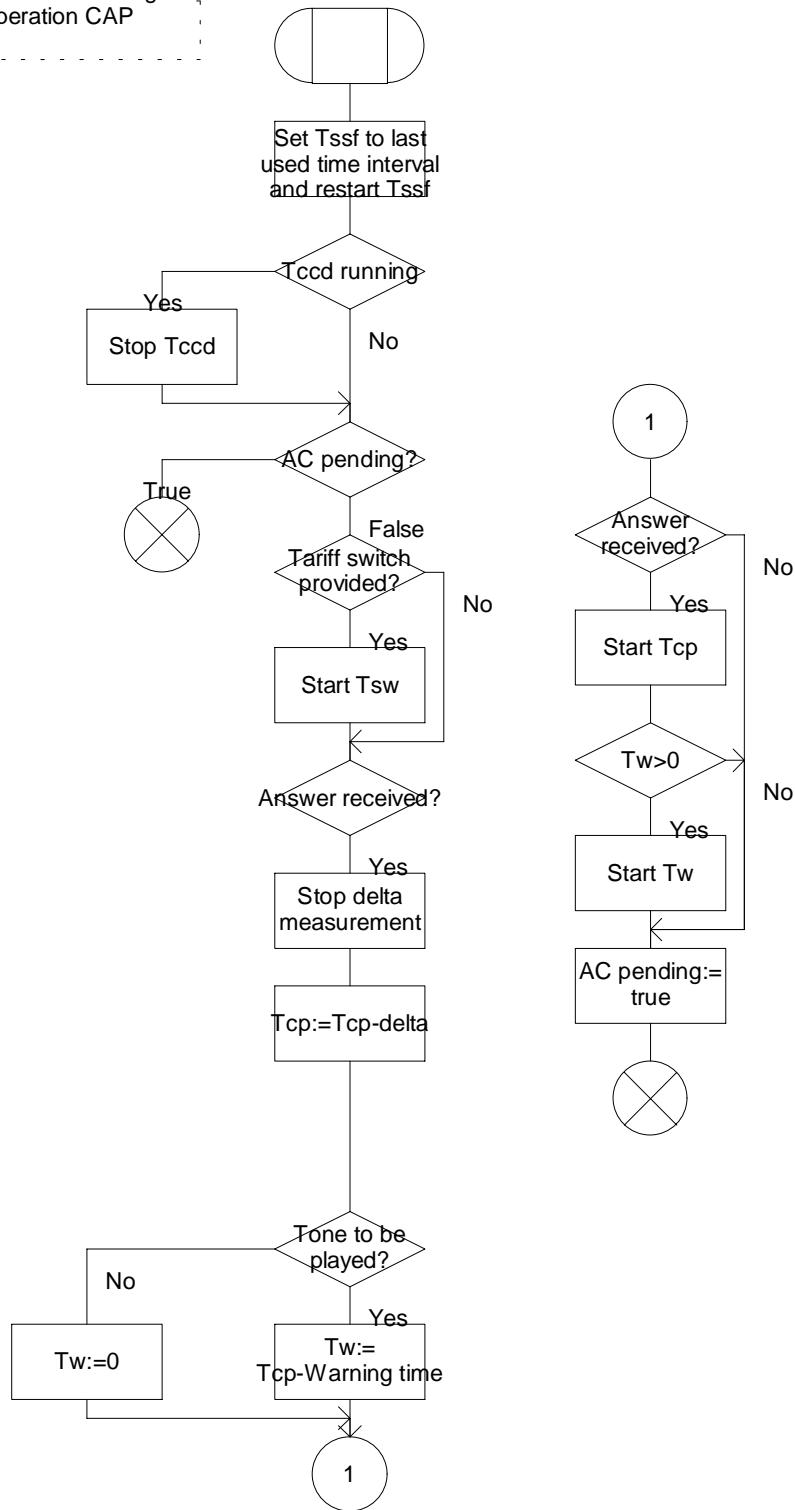 operation CAP
Set Tssf to last
used time interval
and restart Tssf
Tccd running
Yes
Stop Tccd
No
AC pending?
True
False
Tariff switch
provided?
No
Yes
Start Tsw
Answer received?
Yes
Stop delta
measurement
Tcp:=Tcp-delta
Tone to be
played?
No
Yes
Tw:=0
Tw:=
Tcp-Warning time
1
1
Answer
received?
No
Yes
Start Tcp
Tw>0
No
Yes
Start Tw
AC pending:=
true